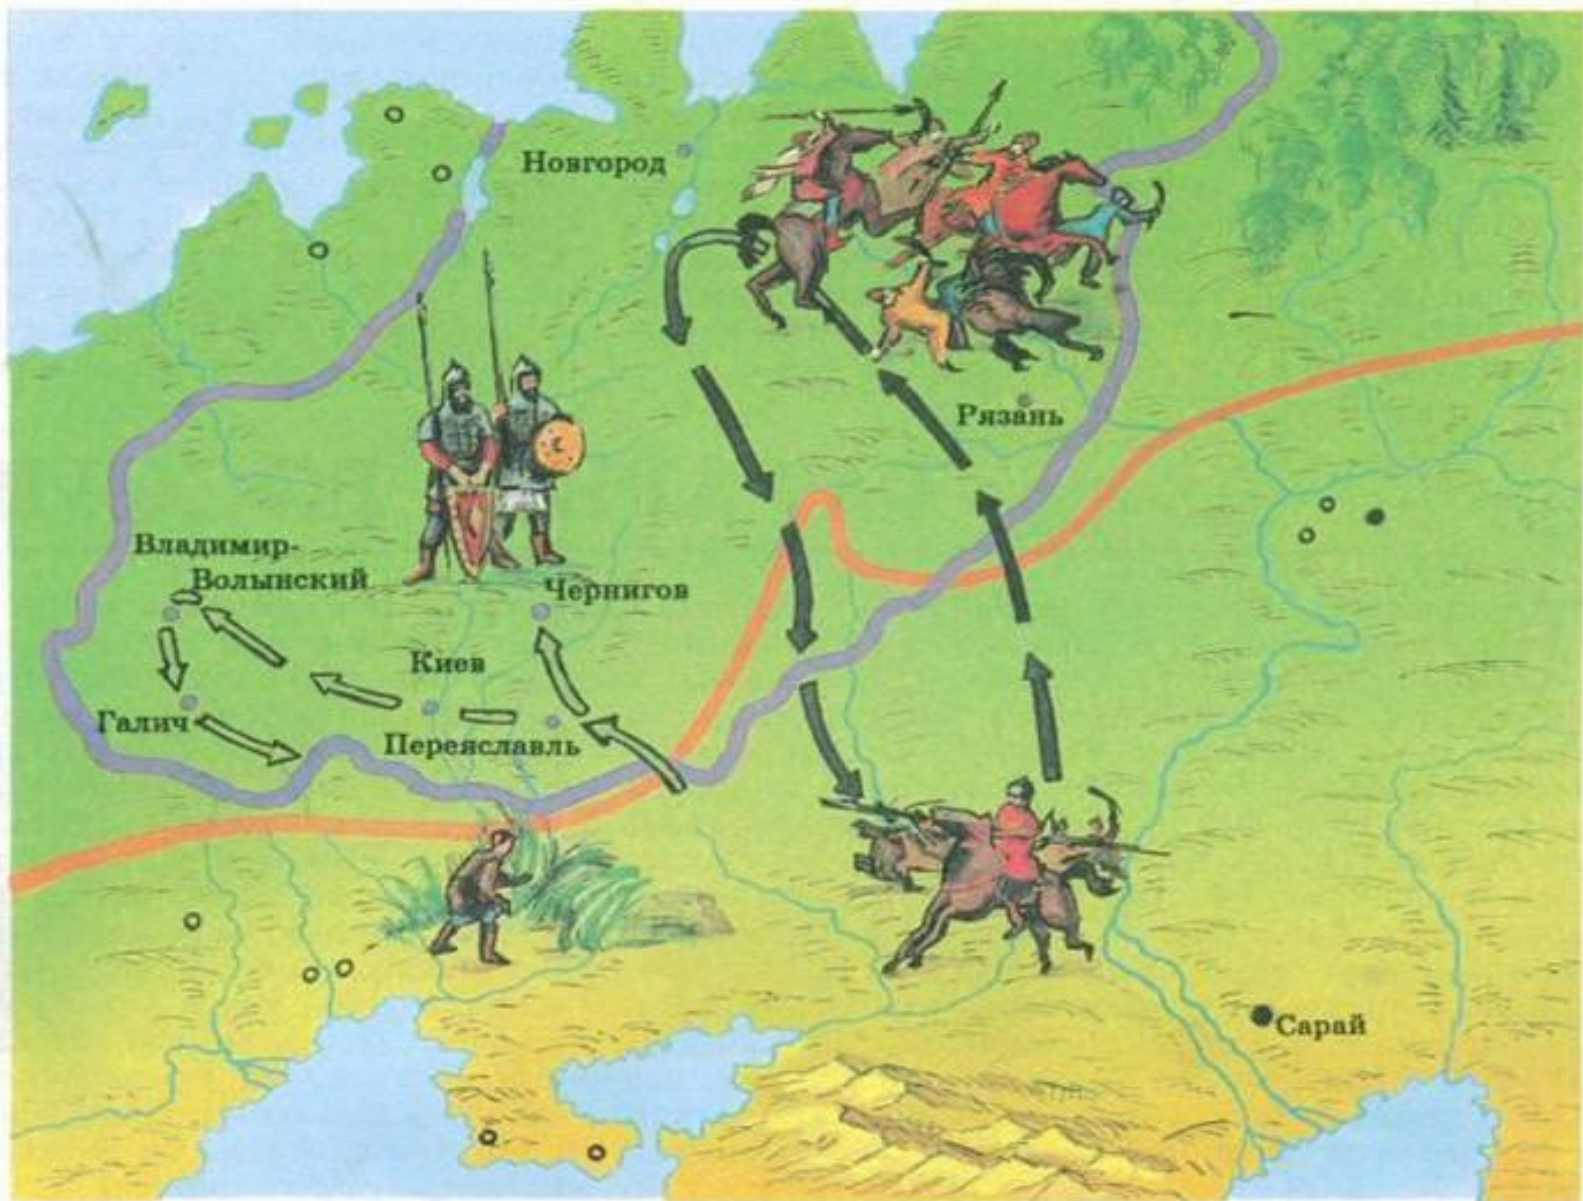 Новгород
Рязань
Владимир-
Волынский
Чернигов
Киев
Галич
Переяславль
Сарай